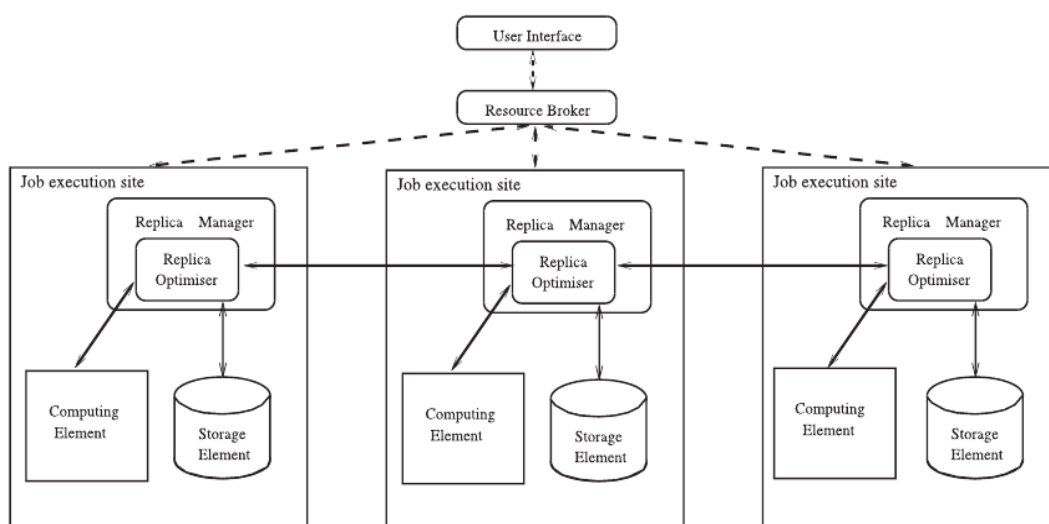 User Interface
Resource Broker
Job execution site
Replica Manager
Replica
Optimiser
Computing
Element
Storage
Element
Job execution site
Replica Manager
Replica
Optimiser
Computing
Element
Storage
Element
Job execution site
Replica Manager
Replica
Optimiser
Computing
Element
Storage
Element